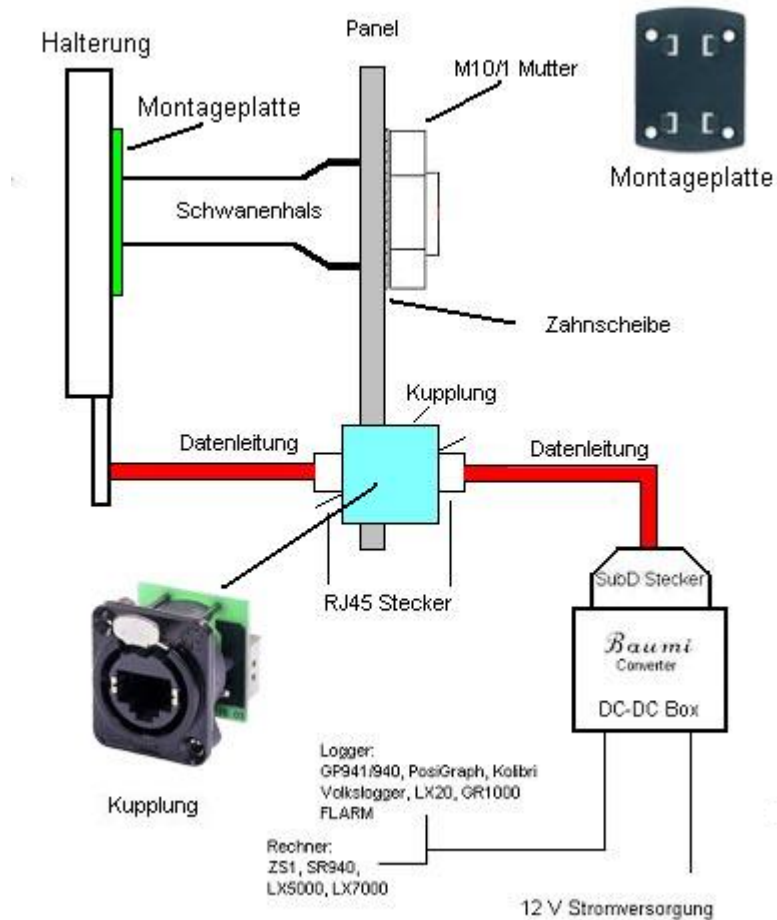 Panel
Halterung
M10/1 Mutter
Montageplatte
Montageplatte
Schwanenhals
Zahnscheibe
Kupplung
Datenleitung
Datenleitung
RJ45 Stecker
SubD Stecker
Baumi
Converter
DC-DC Box
Kupplung
Logger:
GP941/940, PosiGraph, Kolibri
Volkslogger, LX20, GR1000
FLARM
Rechner:
ZS1, SR940,
LX5000, LX7000
12 V Stromversorgung